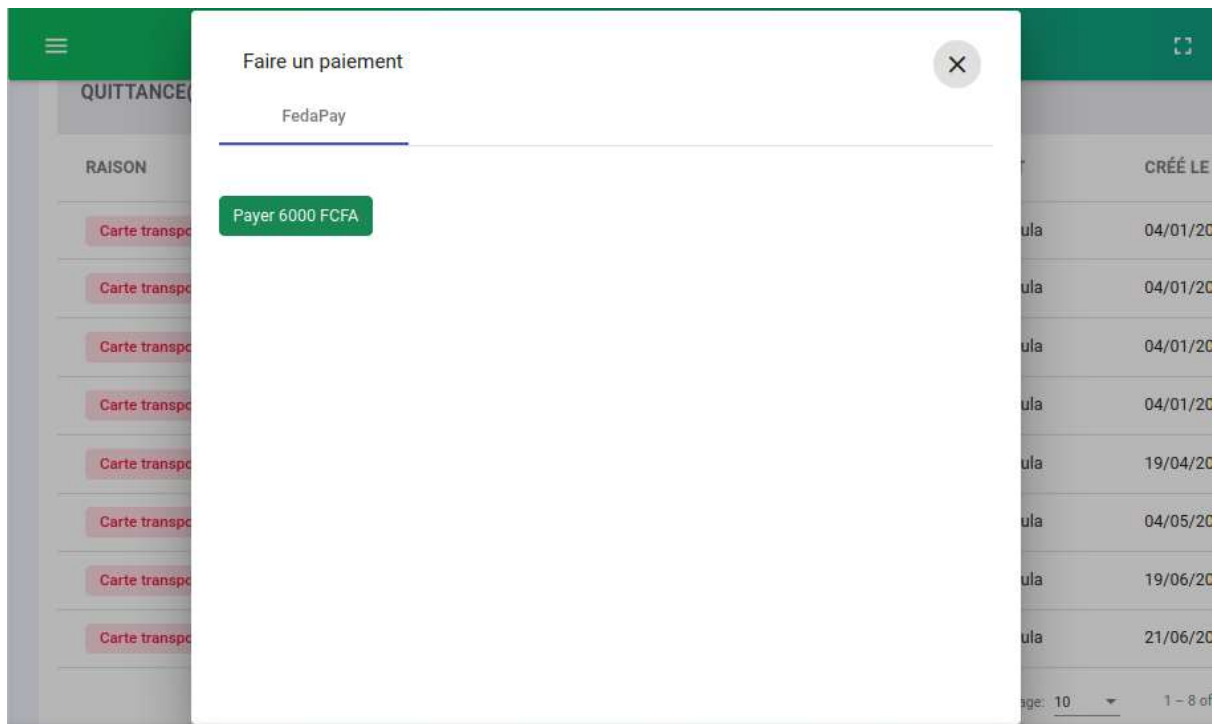 Faire un paiement
FedaPay
Payer 6000 FCFA
QUITTANCE(
RAISON CRÉÉ LE
Carte transpo ula 04/01/20
Carte transpo ula 04/01/20
Carte transpo ula 04/01/20
Carte transpo ula 04/01/20
Carte transpo ula 19/04/20
Carte transpo ula 04/05/20
Carte transpo ula 19/06/20
Carte transpo ula 21/06/20
age: 10 1 – 8 of